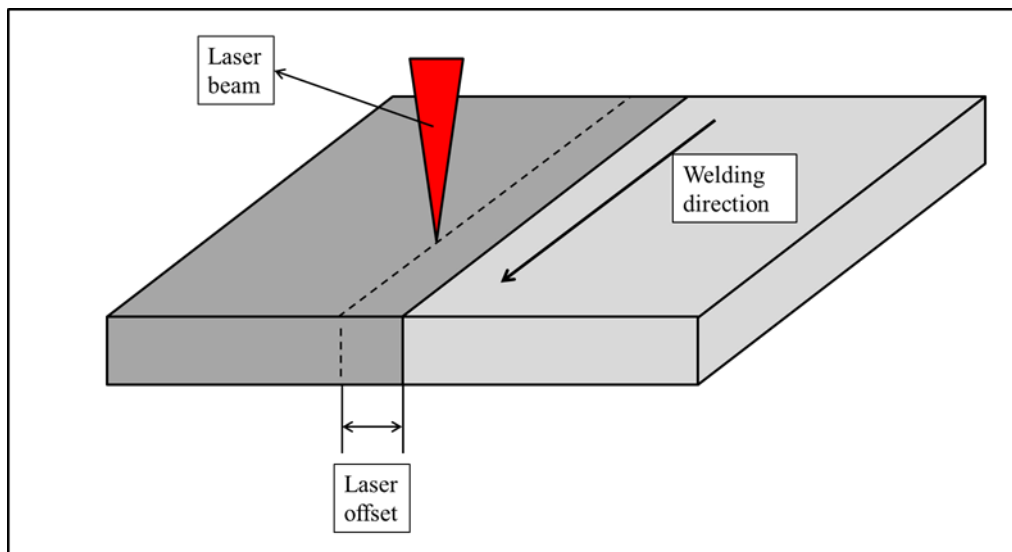 Laser
beam
Welding
direction
Laser
offset